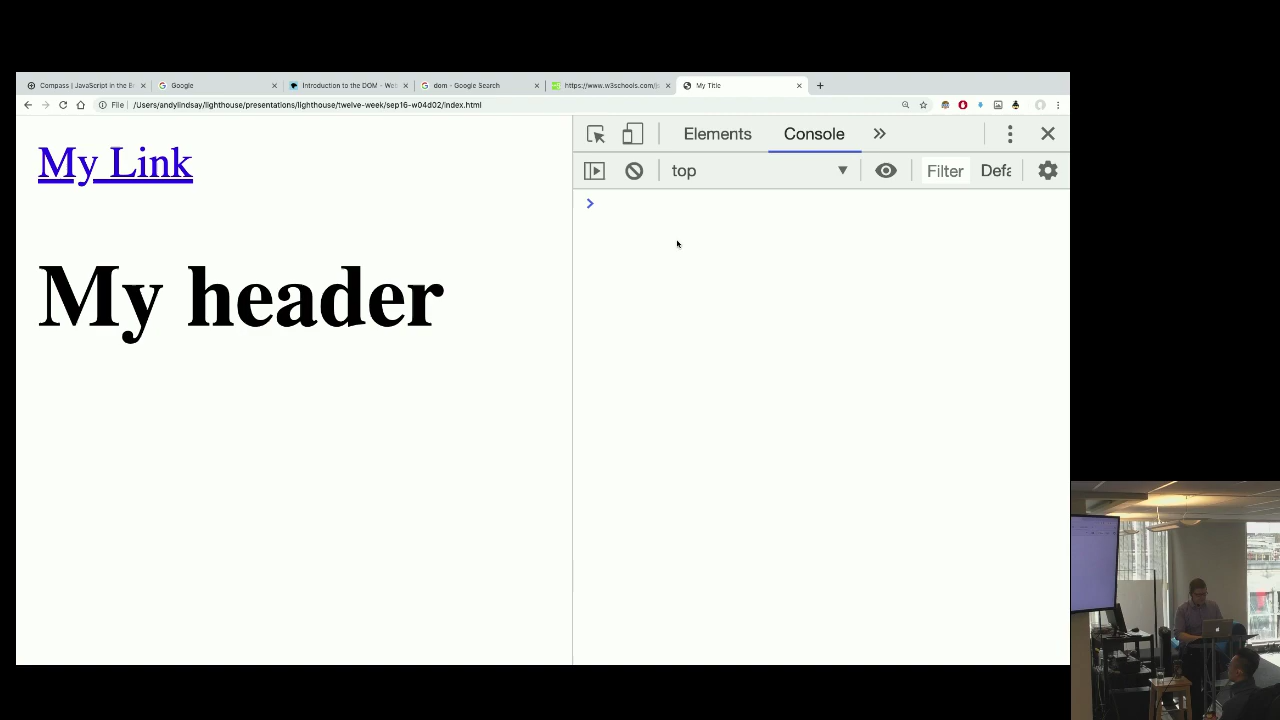 Compass | JavaScript in the B
Google
Introduction to the DOM - Web
dom - Google Search
https://www.w3schools.com/js
My Title
File
/Users/andylindsay/lighthouse/presentations/lighthouse/twelve-week/sep16-w04d02/index.html
My Link
My header
Elements
Console
top
Filter
Defa